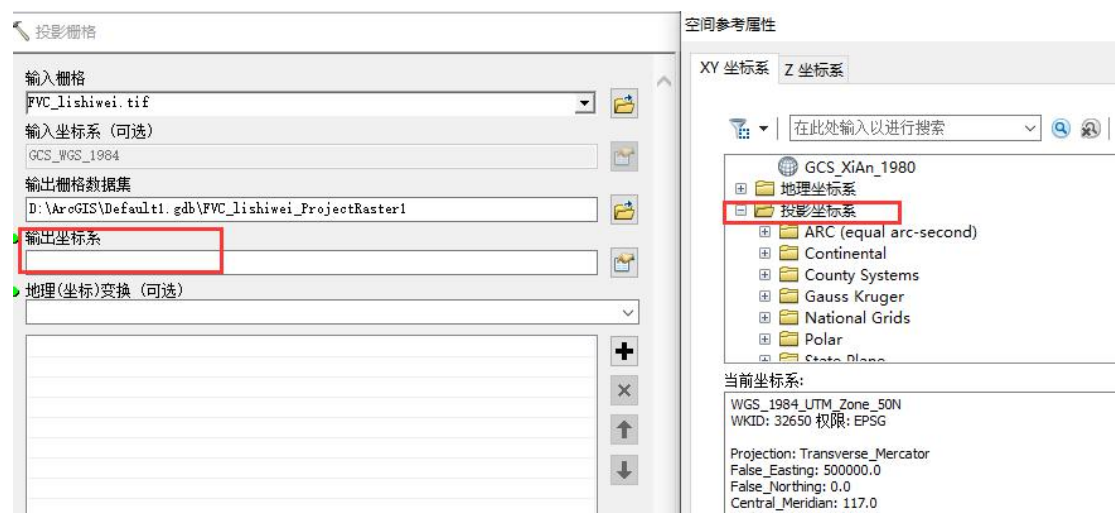 投影栅格
输入栅格
FVC_lishiwei.tif
输入坐标系（可选）
GCS_WGS_1984
输出栅格数据集
D:\ArcGIS\Default1.gdb\FVC_lishiwei_ProjectRaster1
输出坐标系
地理(坐标)变换（可选）
空间参考属性
XY 坐标系
Z 坐标系
在此处输入以进行搜索
GCS_XiAn_1980
地理坐标系
投影坐标系
ARC (equal arc-second)
Continental
County Systems
Gauss Kruger
National Grids
Polar
State Plane
当前坐标系:
WGS_1984_UTM_Zone_50N
WKID: 32650 权限: EPSG
Projection: Transverse_Mercator
False_Easting: 500000.0
False_Northing: 0.0
Central_Meridian: 117.0